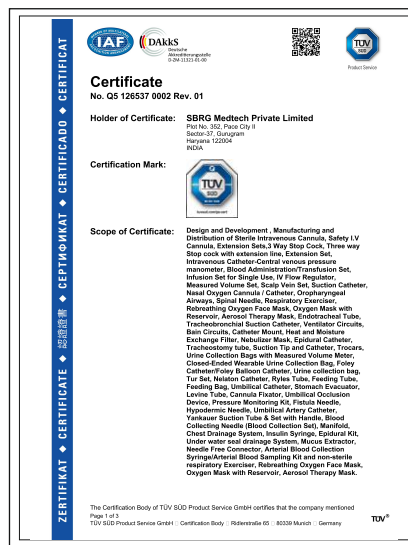 IAF
DAkkS
Deutsche
Akkreditierungsstelle
D-ZM-11321-01-00
TÜV
SÜD
Product Service
Certificate
No. Q5 126537 0002 Rev. 01
Holder of Certificate: SBRG Medtech Private Limited
Plot No. 352, Pace City II
Sector-37, Gurugram
Haryana 122004
INDIA
Certification Mark:
TÜV
SÜD
Scope of Certificate: Design and Development , Manufacturing and
Distribution of Sterile Intravenous Cannula, Safety I.V
Cannula, Extension Sets,3 Way Stop Cock, Three way
Stop cock with extension line, Extension Set,
Intravenous Catheter-Central venous pressure
manometer, Blood Administration/Transfusion Set,
Infusion Set for Single Use, IV Flow Regulator,
Measured Volume Set, Scalp Vein Set, Suction Catheter,
Nasal Oxygen Cannula / Catheter, Oropharyngeal
Airways, Spinal Needle, Respiratory Exerciser,
Rebreathing Oxygen Face Mask, Oxygen Mask with
Reservoir, Aerosol Therapy Mask, Endotracheal Tube,
Tracheobronchial Suction Catheter, Ventilator Circuits,
Bain Circuits, Catheter Mount, Heat and Moisture
Exchange Filter, Nebulizer Mask, Epidural Catheter,
Tracheostomy tube, Suction Tip and Catheter, Trocars,
Urine Collection Bags with Measured Volume Meter,
Closed-Ended Wearable Urine Collection Bag, Foley
Catheter/Foley Balloon Catheter, Urine collection bag,
Tur Set, Nelaton Catheter, Ryles Tube, Feeding Tube,
Feeding Bag, Umbilical Catheter, Stomach Evacuator,
Levine Tube, Cannula Fixator, Umbilical Occlusion
Device, Pressure Monitoring Kit, Fistula Needle,
Hypodermic Needle, Umbilical Artery Catheter,
Yankauer Suction Tube & Set with Handle, Blood
Collecting Needle (Blood Collection Set), Manifold,
Chest Drainage System, Insulin Syringe, Epidural Kit,
Under water seal drainage System, Mucus Extractor,
Needle Free Connector, Arterial Blood Collection
Syringe/Arterial Blood Sampling Kit and non-sterile
respiratory Exerciser, Rebreathing Oxygen Face Mask,
Oxygen Mask with Reservoir, Aerosol Therapy Mask.
The Certification Body of TÜV SÜD Product Service GmbH certifies that the company mentioned
Page 1 of 3
TÜV SÜD Product Service GmbH Certification Body Ridlerstraße 65 80339 Munich Germany
TÜV®
ZERTIFIKAT ◆ CERTIFICATE ◆ 認證證書 ◆ СЕРТИФИКАТ ◆ CERTIFICADO ◆ CERTIFICAT